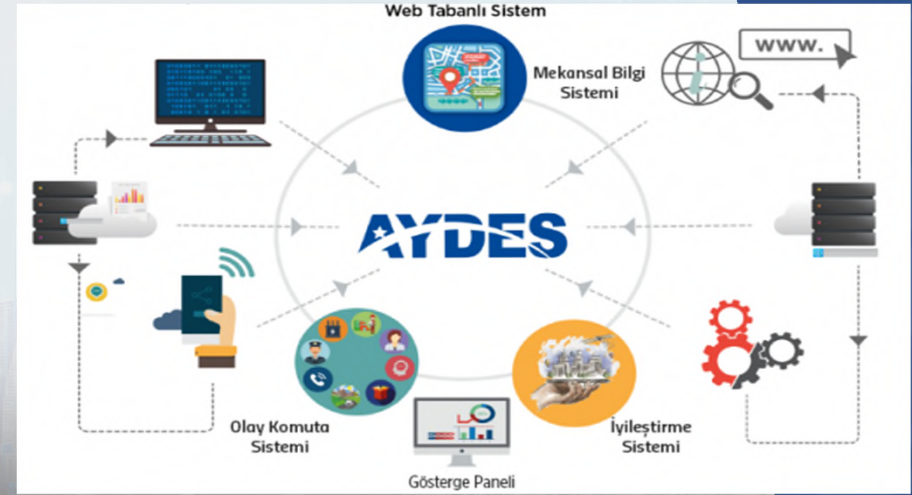 Web Tabanlı Sistem
Mekansal Bilgi
Sistemi
www.
AYDES
Olay Komuta
Sistemi
İyileştirme
Sistemi
Gösterge Paneli